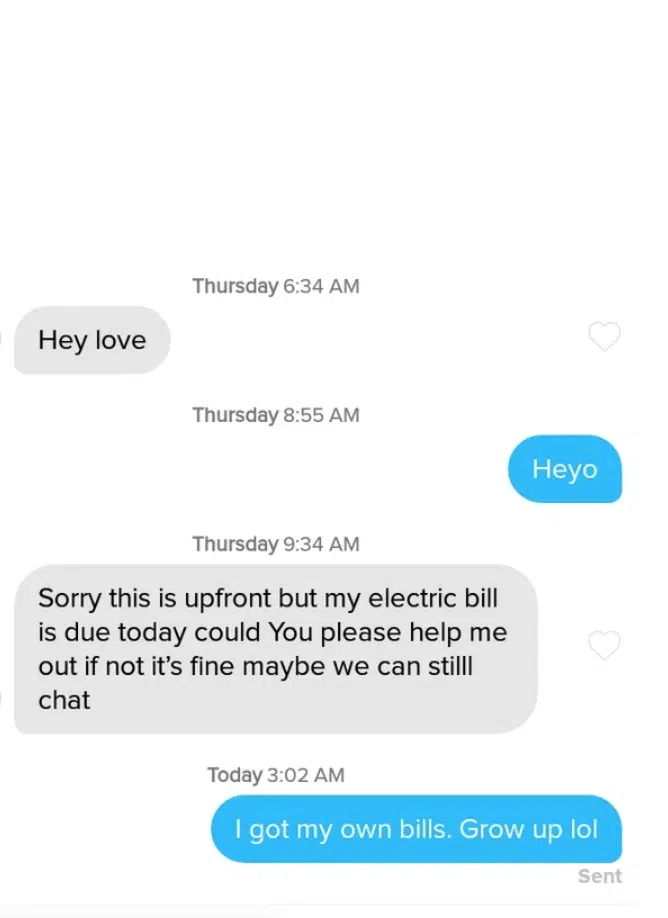 Thursday 6:34 AM
Hey love
Thursday 8:55 AM
Heyo
Thursday 9:34 AM
Sorry this is upfront but my electric bill
is due today could You please help me
out if not it’s fine maybe we can stilll
chat
Today 3:02 AM
I got my own bills. Grow up lol
Sent